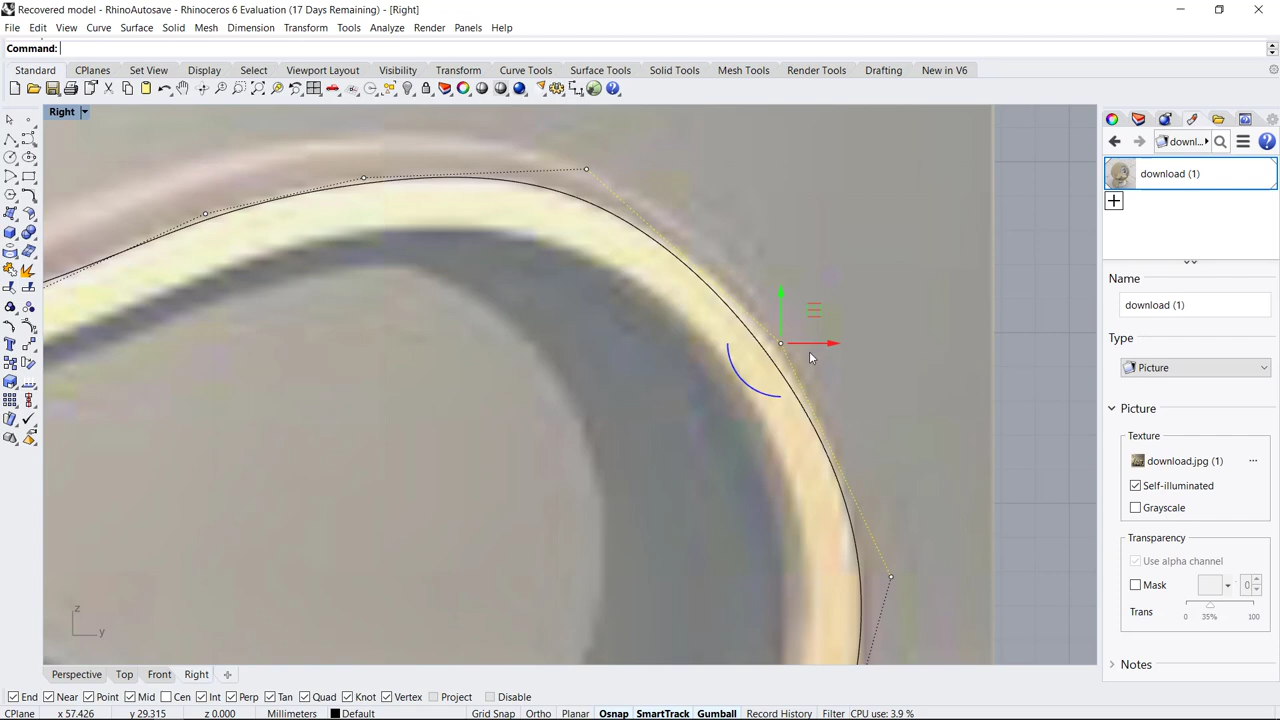 Recovered model - RhinoAutosave - Rhinoceros 6 Evaluation (17 Days Remaining) - [Right]
File Edit View Curve Surface Solid Mesh Dimension Transform Tools Analyze Render Panels Help
Command:
Standard CPlanes Set View Display Select Viewport Layout Visibility Transform Curve Tools Surface Tools Solid Tools Mesh Tools Render Tools Drafting New in V6
Right
downl...
download (1)
Name
download (1)
Type
Picture
Picture
Texture
download.jpg (1)
Self-illuminated
Grayscale
Transparency
Use alpha channel
Mask 0
Trans
0 35% 100
Notes
z
y
Perspective Top Front Right
End Near Point Mid Cen Int Perp Tan Quad Knot Vertex Project Disable
CPlane x 57.426 y 29.315 z 0.000 Millimeters Default Grid Snap Ortho Planar Osnap SmartTrack Gumball Record History Filter CPU use: 3.9 %